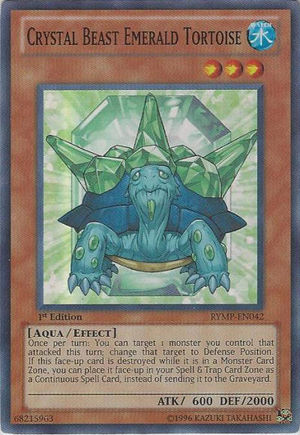 CRYSTAL BEAST EMERALD TORTOISE
水
1st Edition
RYMP-EN042
[AQUA / EFFECT]
Once per turn: You can target 1 monster you control that
attacked this turn; change that target to Defense Position.
If this face-up card is destroyed while it is in a Monster Card
Zone, you can place it face-up in your Spell & Trap Card Zone as
a Continuous Spell Card, instead of sending it to the Graveyard.
ATK/ 600 DEF/2000
68215963
©1996 KAZUKI TAKAHASHI